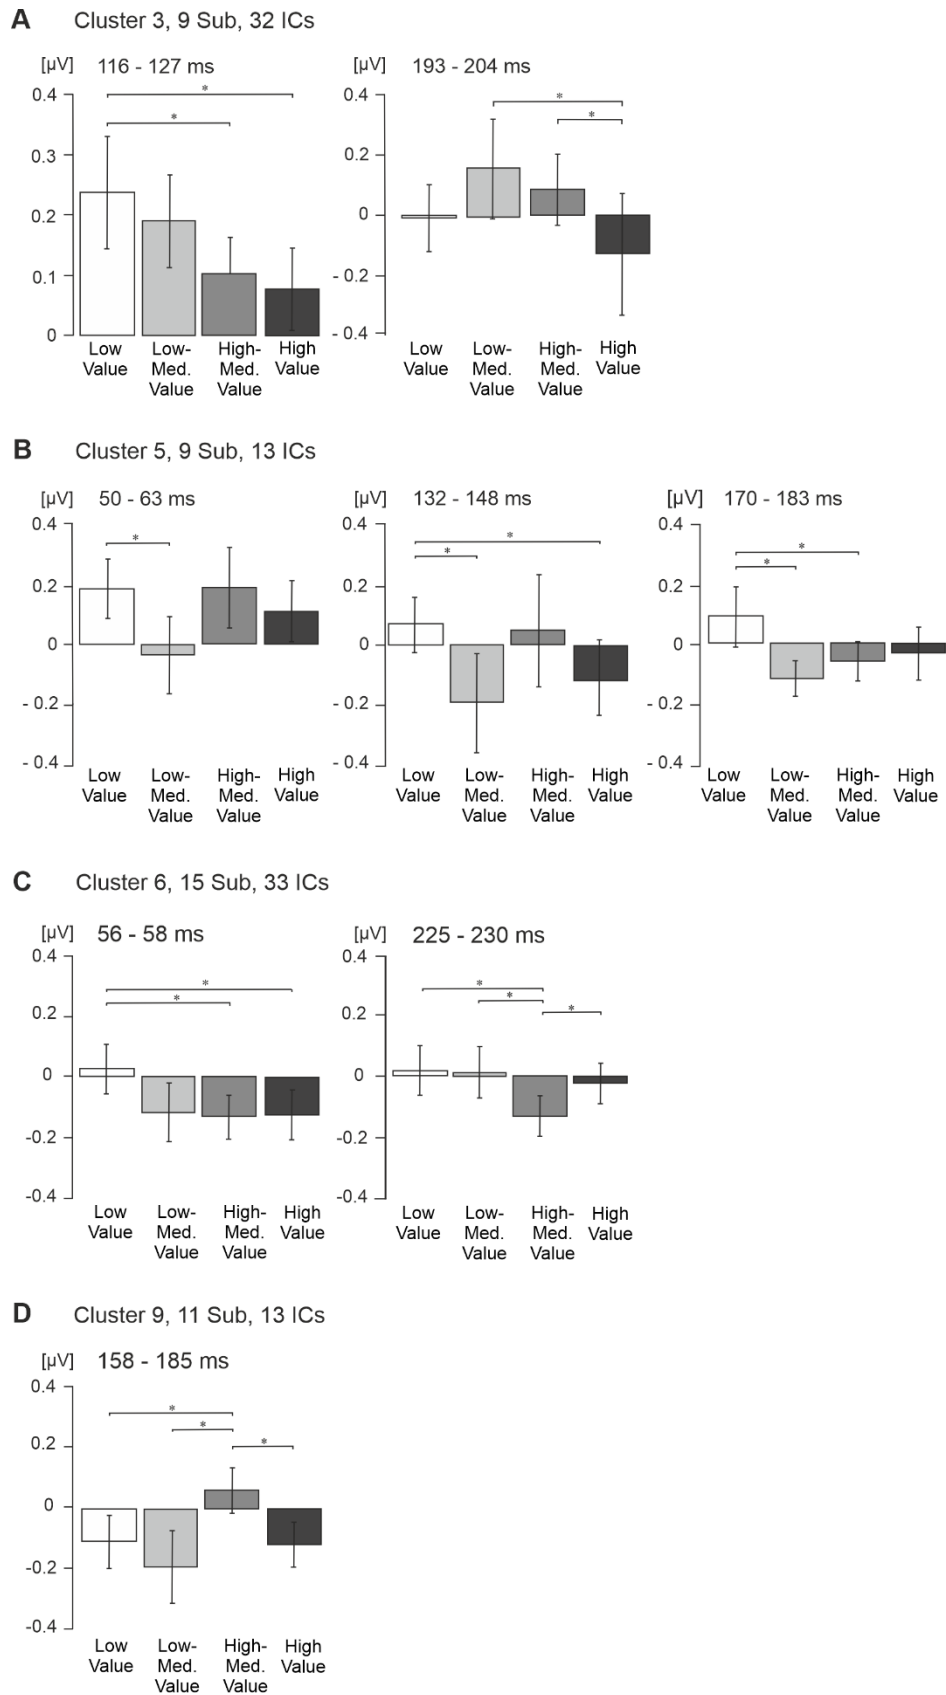 A Cluster 3, 9 Sub, 32 ICs
[µV] 116 - 127 ms
0.4
0.3
0.2
0.1
0
* *
Low Value
Low- Med. Value
High- Med. Value
High Value
[µV] 193 - 204 ms
0.4
0.2
0
- 0.2
- 0.4
* *
Low Value
Low- Med. Value
High- Med. Value
High Value
B Cluster 5, 9 Sub, 13 ICs
[µV] 50 - 63 ms
0.4
0.2
0
- 0.2
- 0.4
*
Low Value
Low- Med. Value
High- Med. Value
High Value
[µV] 132 - 148 ms
0.4
0.2
0
- 0.2
- 0.4
* *
Low Value
Low- Med. Value
High- Med. Value
High Value
[µV] 170 - 183 ms
0.4
0.2
0
- 0.2
- 0.4
* *
Low Value
Low- Med. Value
High- Med. Value
High Value
C Cluster 6, 15 Sub, 33 ICs
[µV] 56 - 58 ms
0.4
0.2
0
-0.2
-0.4
* *
Low Value
Low- Med. Value
High- Med. Value
High Value
[µV] 225 - 230 ms
0.4
0.2
0
-0.2
-0.4
* * *
Low Value
Low- Med. Value
High- Med. Value
High Value
D Cluster 9, 11 Sub, 13 ICs
[µV] 158 - 185 ms
0.4
0.2
0
-0.2
-0.4
* * *
Low Value
Low- Med. Value
High- Med. Value
High Value